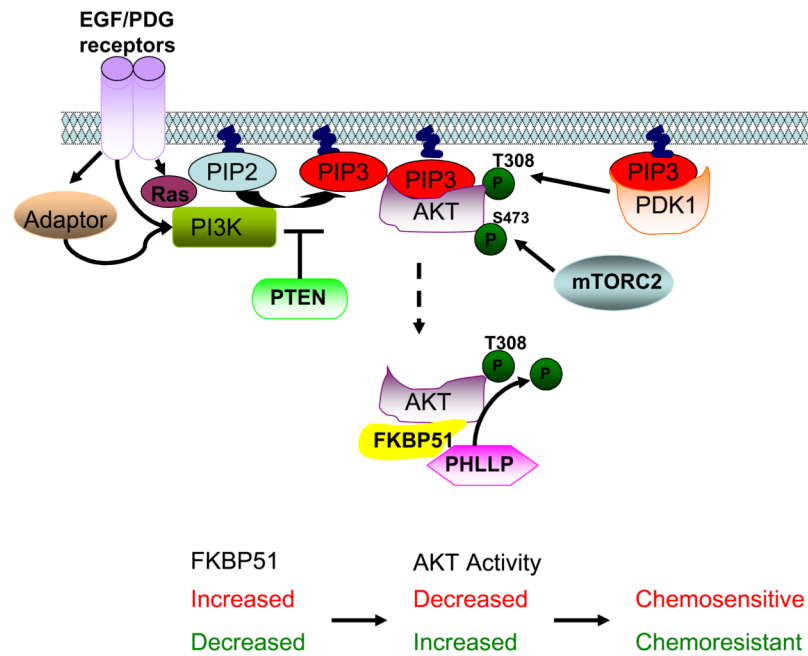 EGF/PDG
receptors
PIP2
PIP3
PIP3
T308
P
PIP3
Ras
Adaptor
PI3K
AKT
S473
P
PDK1
PTEN
mTORC2
T308
P
P
AKT
FKBP51
PHLLP
FKBP51
AKT Activity
Increased
Decreased
Chemosensitive
Decreased
Increased
Chemoresistant